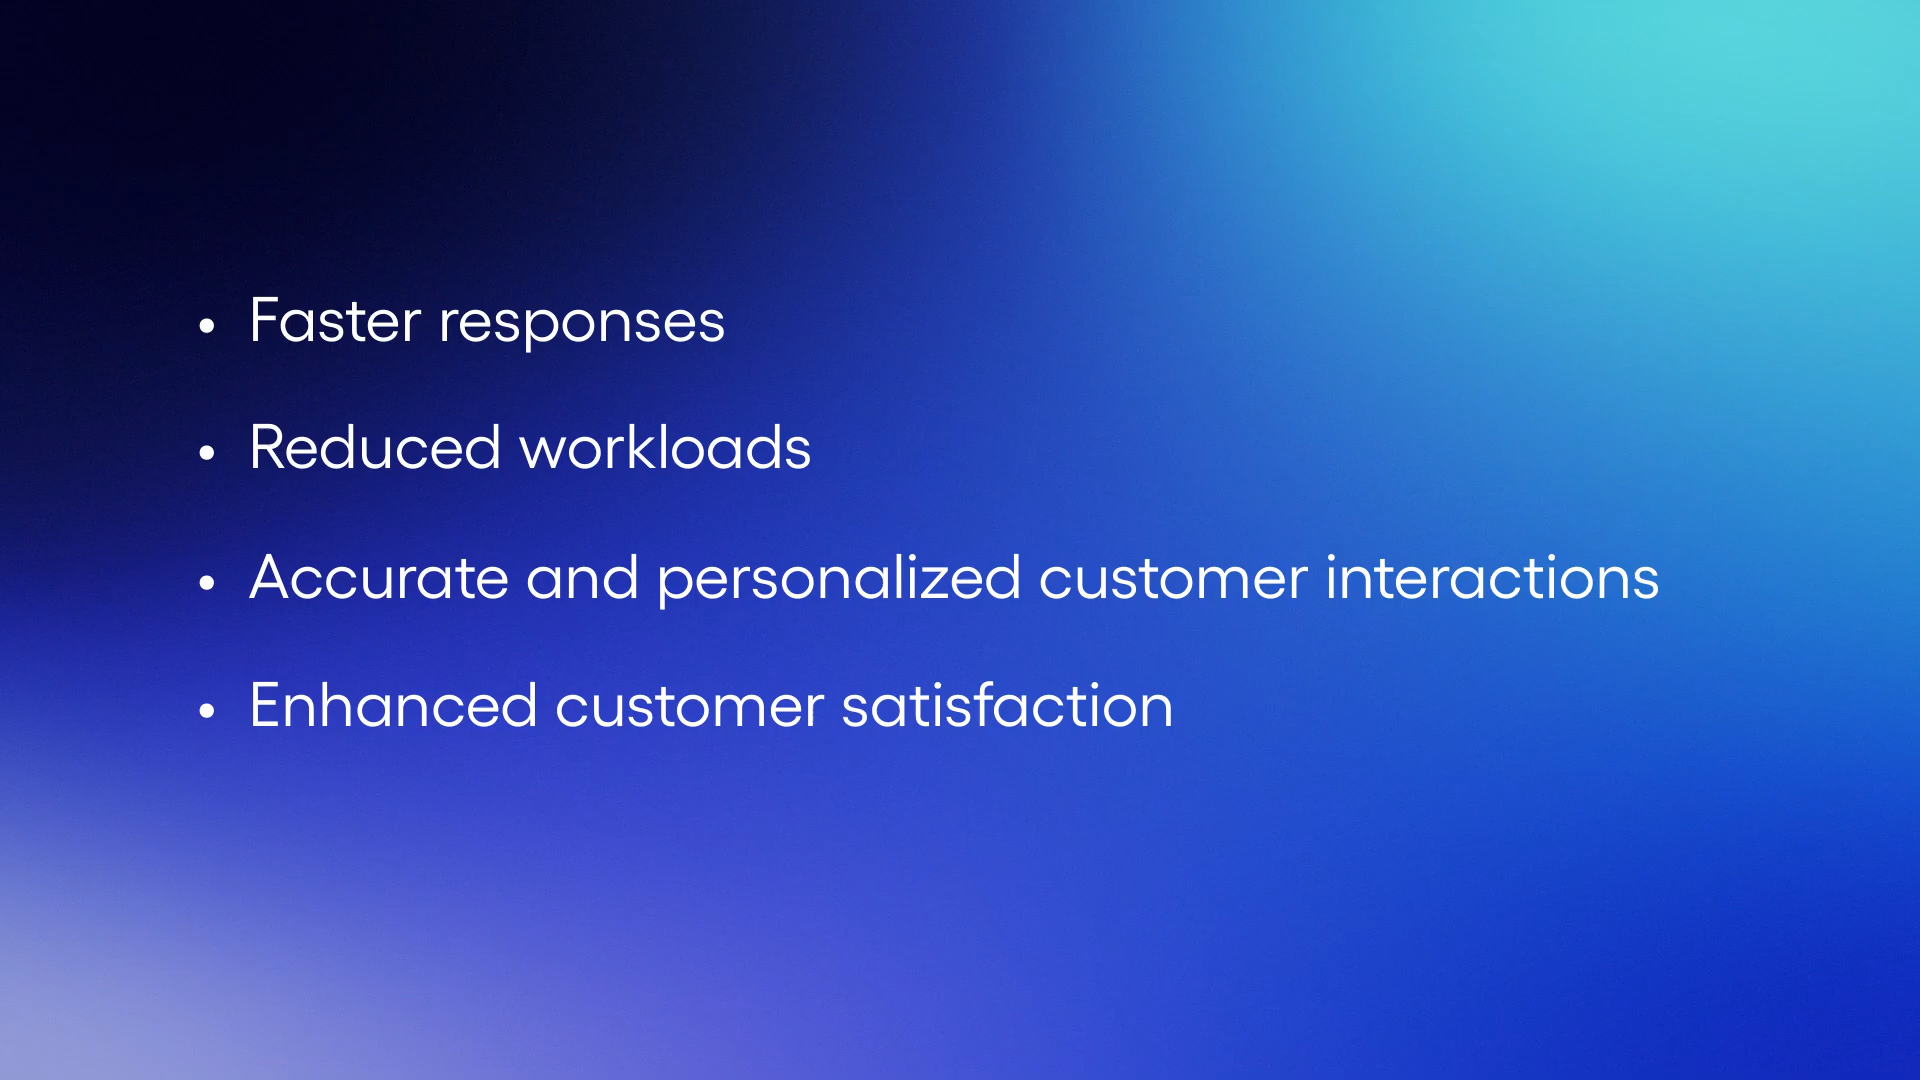 • Faster responses
• Reduced workloads
• Accurate and personalized customer interactions
• Enhanced customer satisfaction